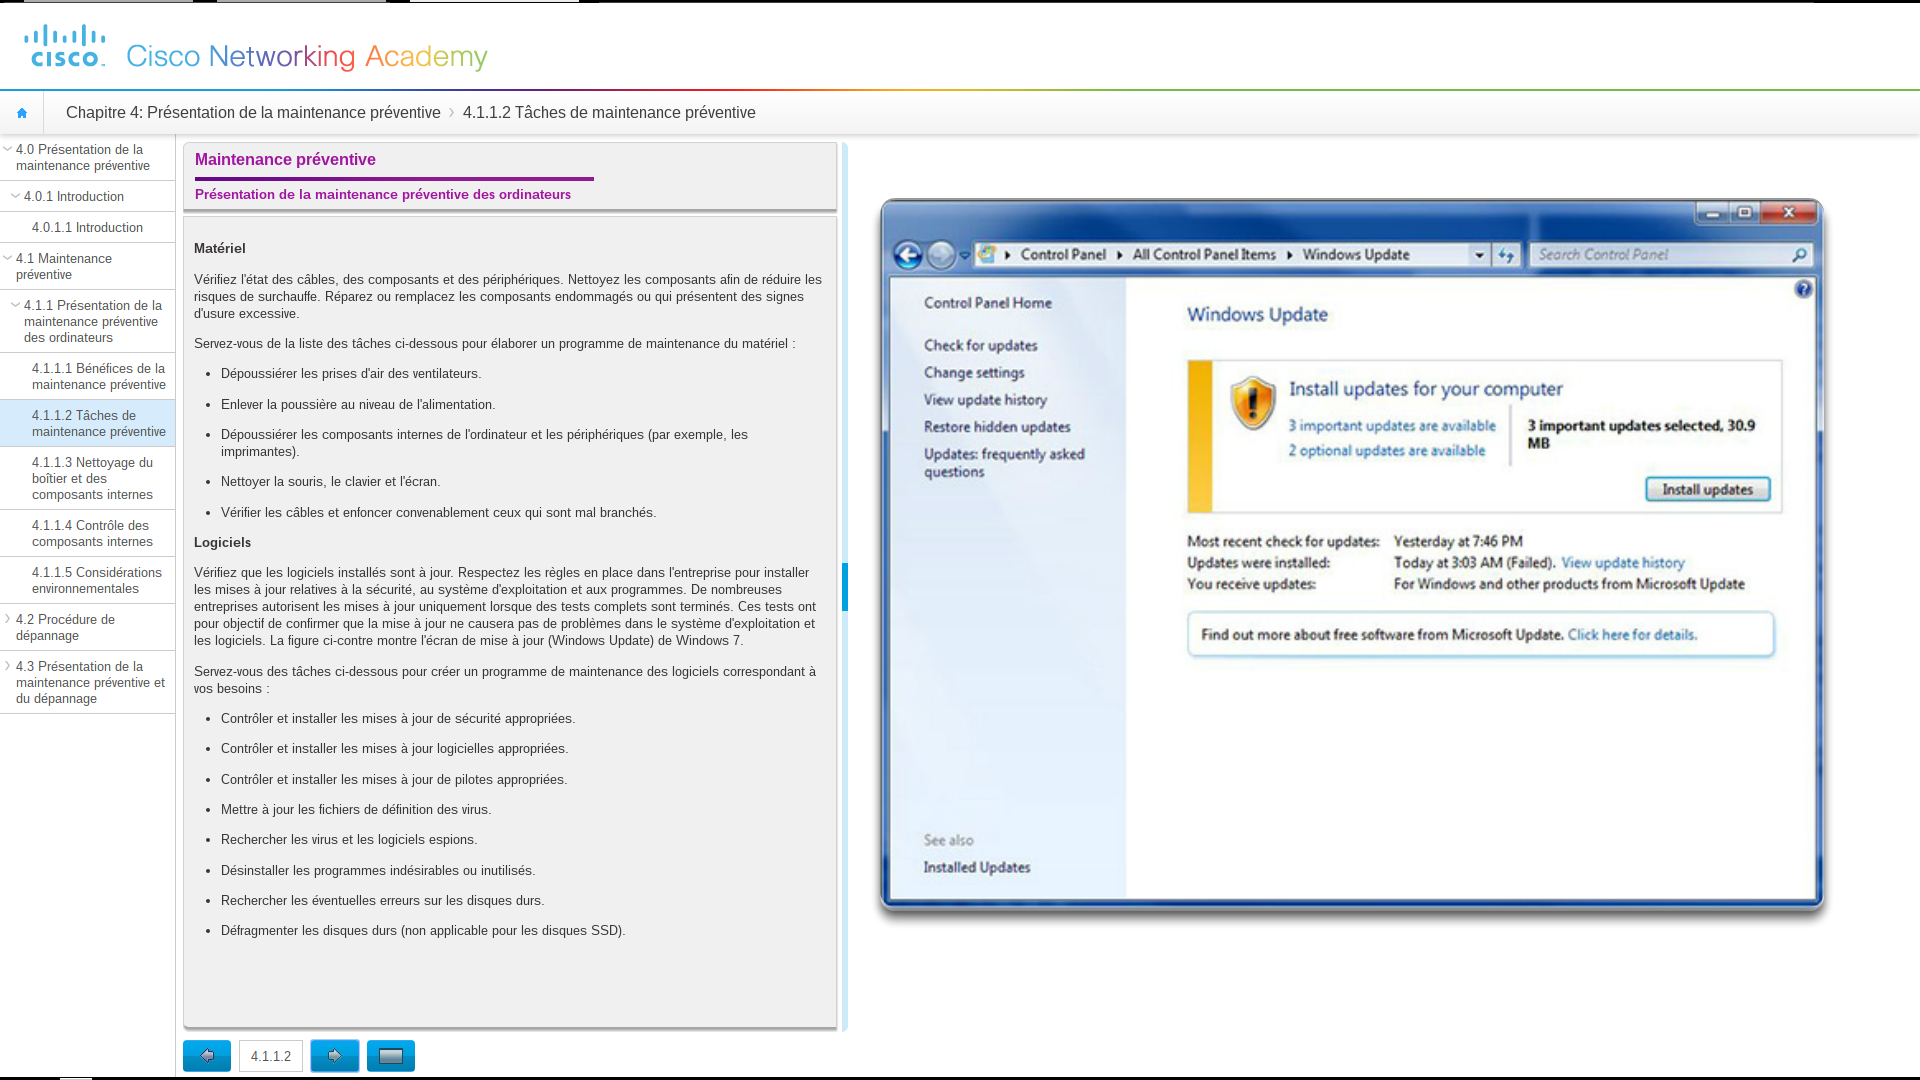 CISCO
Cisco Networking Academy
Chapitre 4: Présentation de la maintenance préventive
4.1.1.2 Tâches de maintenance préventive
4.0 Présentation de la
maintenance préventive
4.0.1 Introduction
4.0.1.1 Introduction
4.1 Maintenance
préventive
4.1.1 Présentation de la
maintenance préventive
des ordinateurs
4.1.1.1 Bénéfices de la
maintenance préventive
4.1.1.2 Tâches de
maintenance préventive
4.1.1.3 Nettoyage du
boîtier et des
composants internes
4.1.1.4 Contrôle des
composants internes
4.1.1.5 Considérations
environnementales
4.2 Procédure de
dépannage
4.3 Présentation de la
maintenance préventive et
du dépannage
Maintenance préventive
Présentation de la maintenance préventive des ordinateurs
Matériel
Vérifiez l'état des câbles, des composants et des périphériques. Nettoyez les composants afin de réduire les
risques de surchauffe. Réparez ou remplacez les composants endommagés ou qui présentent des signes
d'usure excessive.
Servez-vous de la liste des tâches ci-dessous pour élaborer un programme de maintenance du matériel :
• Dépoussiérer les prises d'air des ventilateurs.
• Enlever la poussière au niveau de l'alimentation.
• Dépoussiérer les composants internes de l'ordinateur et les périphériques (par exemple, les
imprimantes).
• Nettoyer la souris, le clavier et l'écran.
• Vérifier les câbles et enfoncer convenablement ceux qui sont mal branchés.
Logiciels
Vérifiez que les logiciels installés sont à jour. Respectez les règles en place dans l'entreprise pour installer
les mises à jour relatives à la sécurité, au système d'exploitation et aux programmes. De nombreuses
entreprises autorisent les mises à jour uniquement lorsque des tests complets sont terminés. Ces tests ont
pour objectif de confirmer que la mise à jour ne causera pas de problèmes dans le système d'exploitation et
les logiciels. La figure ci-contre montre l'écran de mise à jour (Windows Update) de Windows 7.
Servez-vous des tâches ci-dessous pour créer un programme de maintenance des logiciels correspondant à
vos besoins :
• Contrôler et installer les mises à jour de sécurité appropriées.
• Contrôler et installer les mises à jour logicielles appropriées.
• Contrôler et installer les mises à jour de pilotes appropriées.
• Mettre à jour les fichiers de définition des virus.
• Rechercher les virus et les logiciels espions.
• Désinstaller les programmes indésirables ou inutilisés.
• Rechercher les éventuelles erreurs sur les disques durs.
• Défragmenter les disques durs (non applicable pour les disques SSD).
4.1.1.2
Control Panel
All Control Panel Items
Windows Update
Search Control Panel
Control Panel Home
Check for updates
Change settings
View update history
Restore hidden updates
Updates: frequently asked
questions
See also
Installed Updates
Windows Update
Install updates for your computer
3 important updates are available
2 optional updates are available
3 important updates selected, 30.9
MB
Install updates
Most recent check for updates: Yesterday at 7:46 PM
Updates were installed: Today at 3:03 AM (Failed). View update history
You receive updates: For Windows and other products from Microsoft Update
Find out more about free software from Microsoft Update. Click here for details.